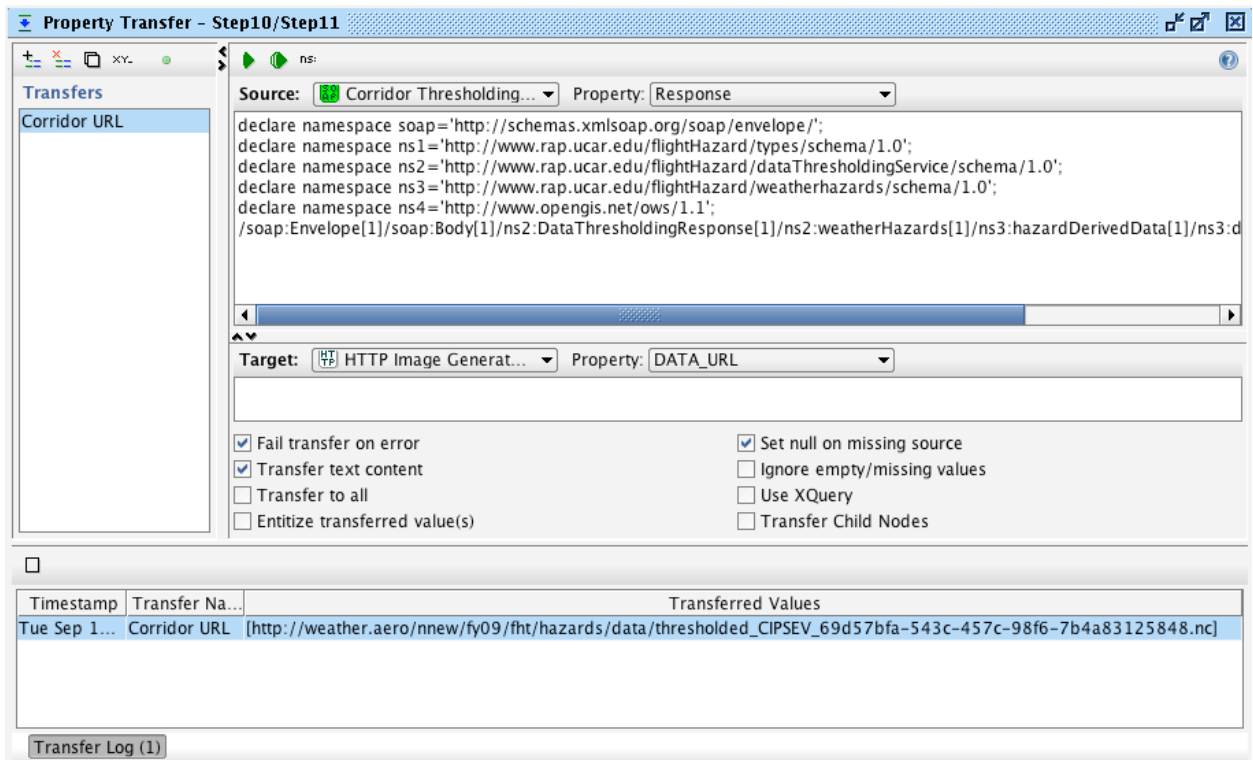 Property Transfer - Step10/Step11
XY- ns:
Transfers
Corridor URL
Source: Corridor Thresholding... Property: Response
declare namespace soap='http://schemas.xmlsoap.org/soap/envelope/';
declare namespace ns1='http://www.rap.ucar.edu/flightHazard/types/schema/1.0';
declare namespace ns2='http://www.rap.ucar.edu/flightHazard/dataThresholdingService/schema/1.0';
declare namespace ns3='http://www.rap.ucar.edu/flightHazard/weatherhazards/schema/1.0';
declare namespace ns4='http://www.opengis.net/ows/1.1';
/soap:Envelope[1]/soap:Body[1]/ns2:DataThresholdingResponse[1]/ns2:weatherHazards[1]/ns3:hazardDerivedData[1]/ns3:d
Target: HTTP HTTP Image Generat... Property: DATA_URL
Fail transfer on error Set null on missing source
Transfer text content Ignore empty/missing values
Transfer to all Use XQuery
Entitize transferred value(s) Transfer Child Nodes
Timestamp Transfer Na... Transferred Values
Tue Sep 1... Corridor URL [http://weather.aero/nnew/fy09/fht/hazards/data/thresholded_CIPSEV_69d57bfa-543c-457c-98f6-7b4a83125848.nc]
Transfer Log (1)